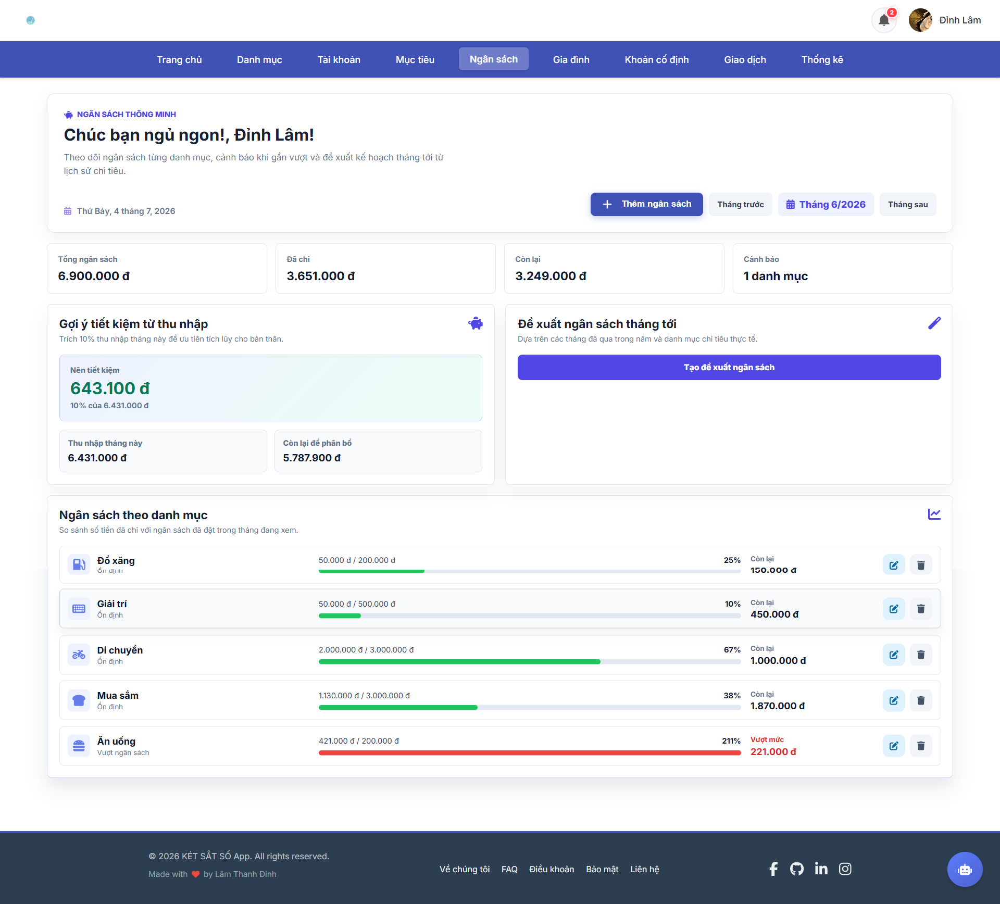 2
Đình Lâm
Trang chủ
Danh mục
Tài khoản
Mục tiêu
Ngân sách
Gia đình
Khoản cố định
Giao dịch
Thống kê
NGÂN SÁCH THÔNG MINH
Chúc bạn ngủ ngon!, Đình Lâm!
Theo dõi ngân sách từng danh mục, cảnh báo khi gần vượt và đề xuất kế hoạch tháng tới từ
lịch sử chi tiêu.
Thứ Bảy, 4 tháng 7, 2026
Thêm ngân sách
Tháng trước
Tháng 6/2026
Tháng sau
Tổng ngân sách
6.900.000 đ
Đã chi
3.651.000 đ
Còn lại
3.249.000 đ
Cảnh báo
1 danh mục
Gợi ý tiết kiệm từ thu nhập
Trích 10% thu nhập tháng này để ưu tiên tích lũy cho bản thân.
Nên tiết kiệm
643.100 đ
10% của 6.431.000 đ
Thu nhập tháng này
6.431.000 đ
Còn lại để phân bổ
5.787.900 đ
Đề xuất ngân sách tháng tới
Dựa trên các tháng đã qua trong năm và danh mục chi tiêu thực tế.
Tạo đề xuất ngân sách
Ngân sách theo danh mục
So sánh số tiền đã chi với ngân sách đã đặt trong tháng đang xem.
Đổ xăng
Ổn định
50.000 đ / 200.000 đ
25%
Còn lại
150.000 đ
Giải trí
Ổn định
50.000 đ / 500.000 đ
10%
Còn lại
450.000 đ
Di chuyển
Ổn định
2.000.000 đ / 3.000.000 đ
67%
Còn lại
1.000.000 đ
Mua sắm
Ổn định
1.130.000 đ / 3.000.000 đ
38%
Còn lại
1.870.000 đ
Ăn uống
Vượt ngân sách
421.000 đ / 200.000 đ
211%
Vượt mức
221.000 đ
© 2026 KÉT SẮT SỐ App. All rights reserved.
Made with ❤ by Lâm Thanh Đình
Về chúng tôi
FAQ
Điều khoản
Bảo mật
Liên hệ